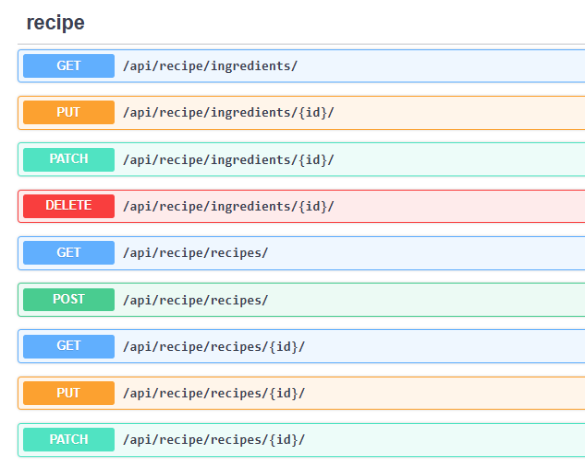 recipe
GET /api/recipe/ingredients/
PUT /api/recipe/ingredients/{id}/
PATCH /api/recipe/ingredients/{id}/
DELETE /api/recipe/ingredients/{id}/
GET /api/recipe/recipes/
POST /api/recipe/recipes/
GET /api/recipe/recipes/{id}/
PUT /api/recipe/recipes/{id}/
PATCH /api/recipe/recipes/{id}/